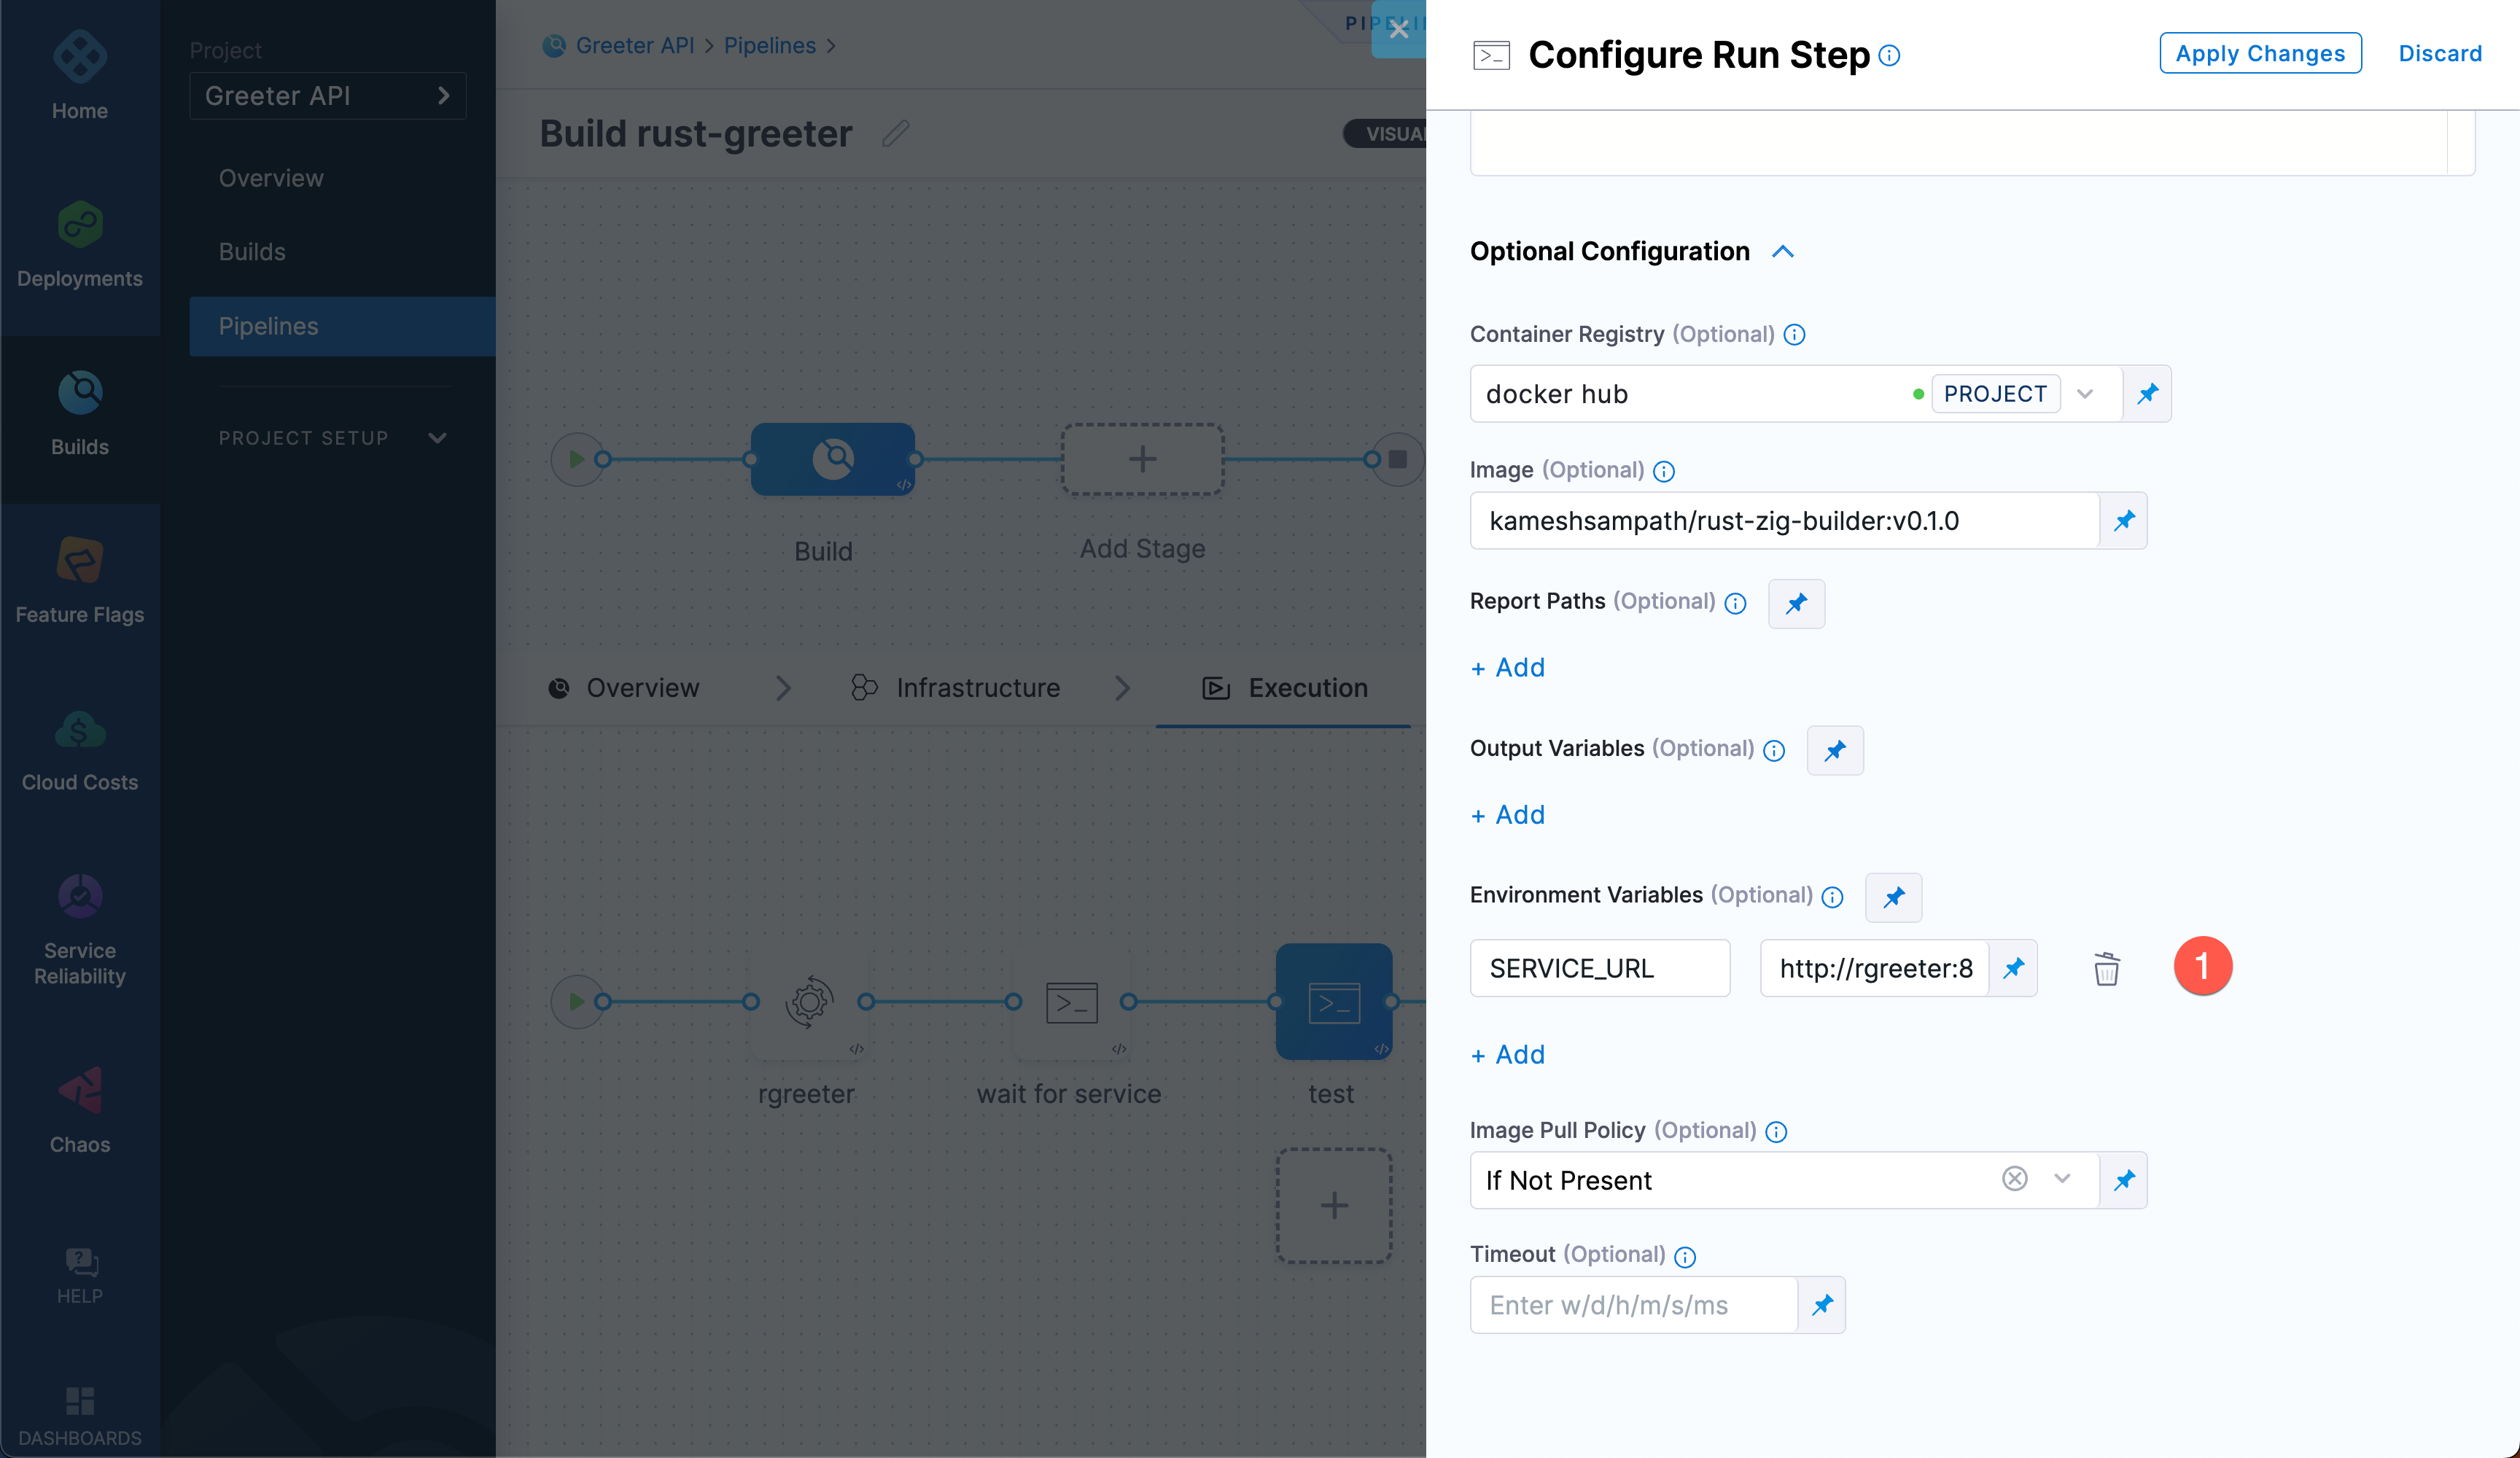 Home
Deployments
Builds
Feature Flags
Cloud Costs
Service
Reliability
Chaos
HELP
DASHBOARDS
Project
Greeter API
Overview
Builds
Pipelines
PROJECT SETUP
Greeter API > Pipelines >
Build rust-greeter
VISUAL
Build
Add Stage
Overview
Infrastructure
Execution
rgreeter
wait for service
test
Configure Run Step
Apply Changes
Discard
Optional Configuration
Container Registry (Optional)
docker hub
PROJECT
Image (Optional)
kameshsampath/rust-zig-builder:v0.1.0
Report Paths (Optional)
+ Add
Output Variables (Optional)
+ Add
Environment Variables (Optional)
SERVICE_URL
http://rgreeter:8
1
+ Add
Image Pull Policy (Optional)
If Not Present
Timeout (Optional)
Enter w/d/h/m/s/ms